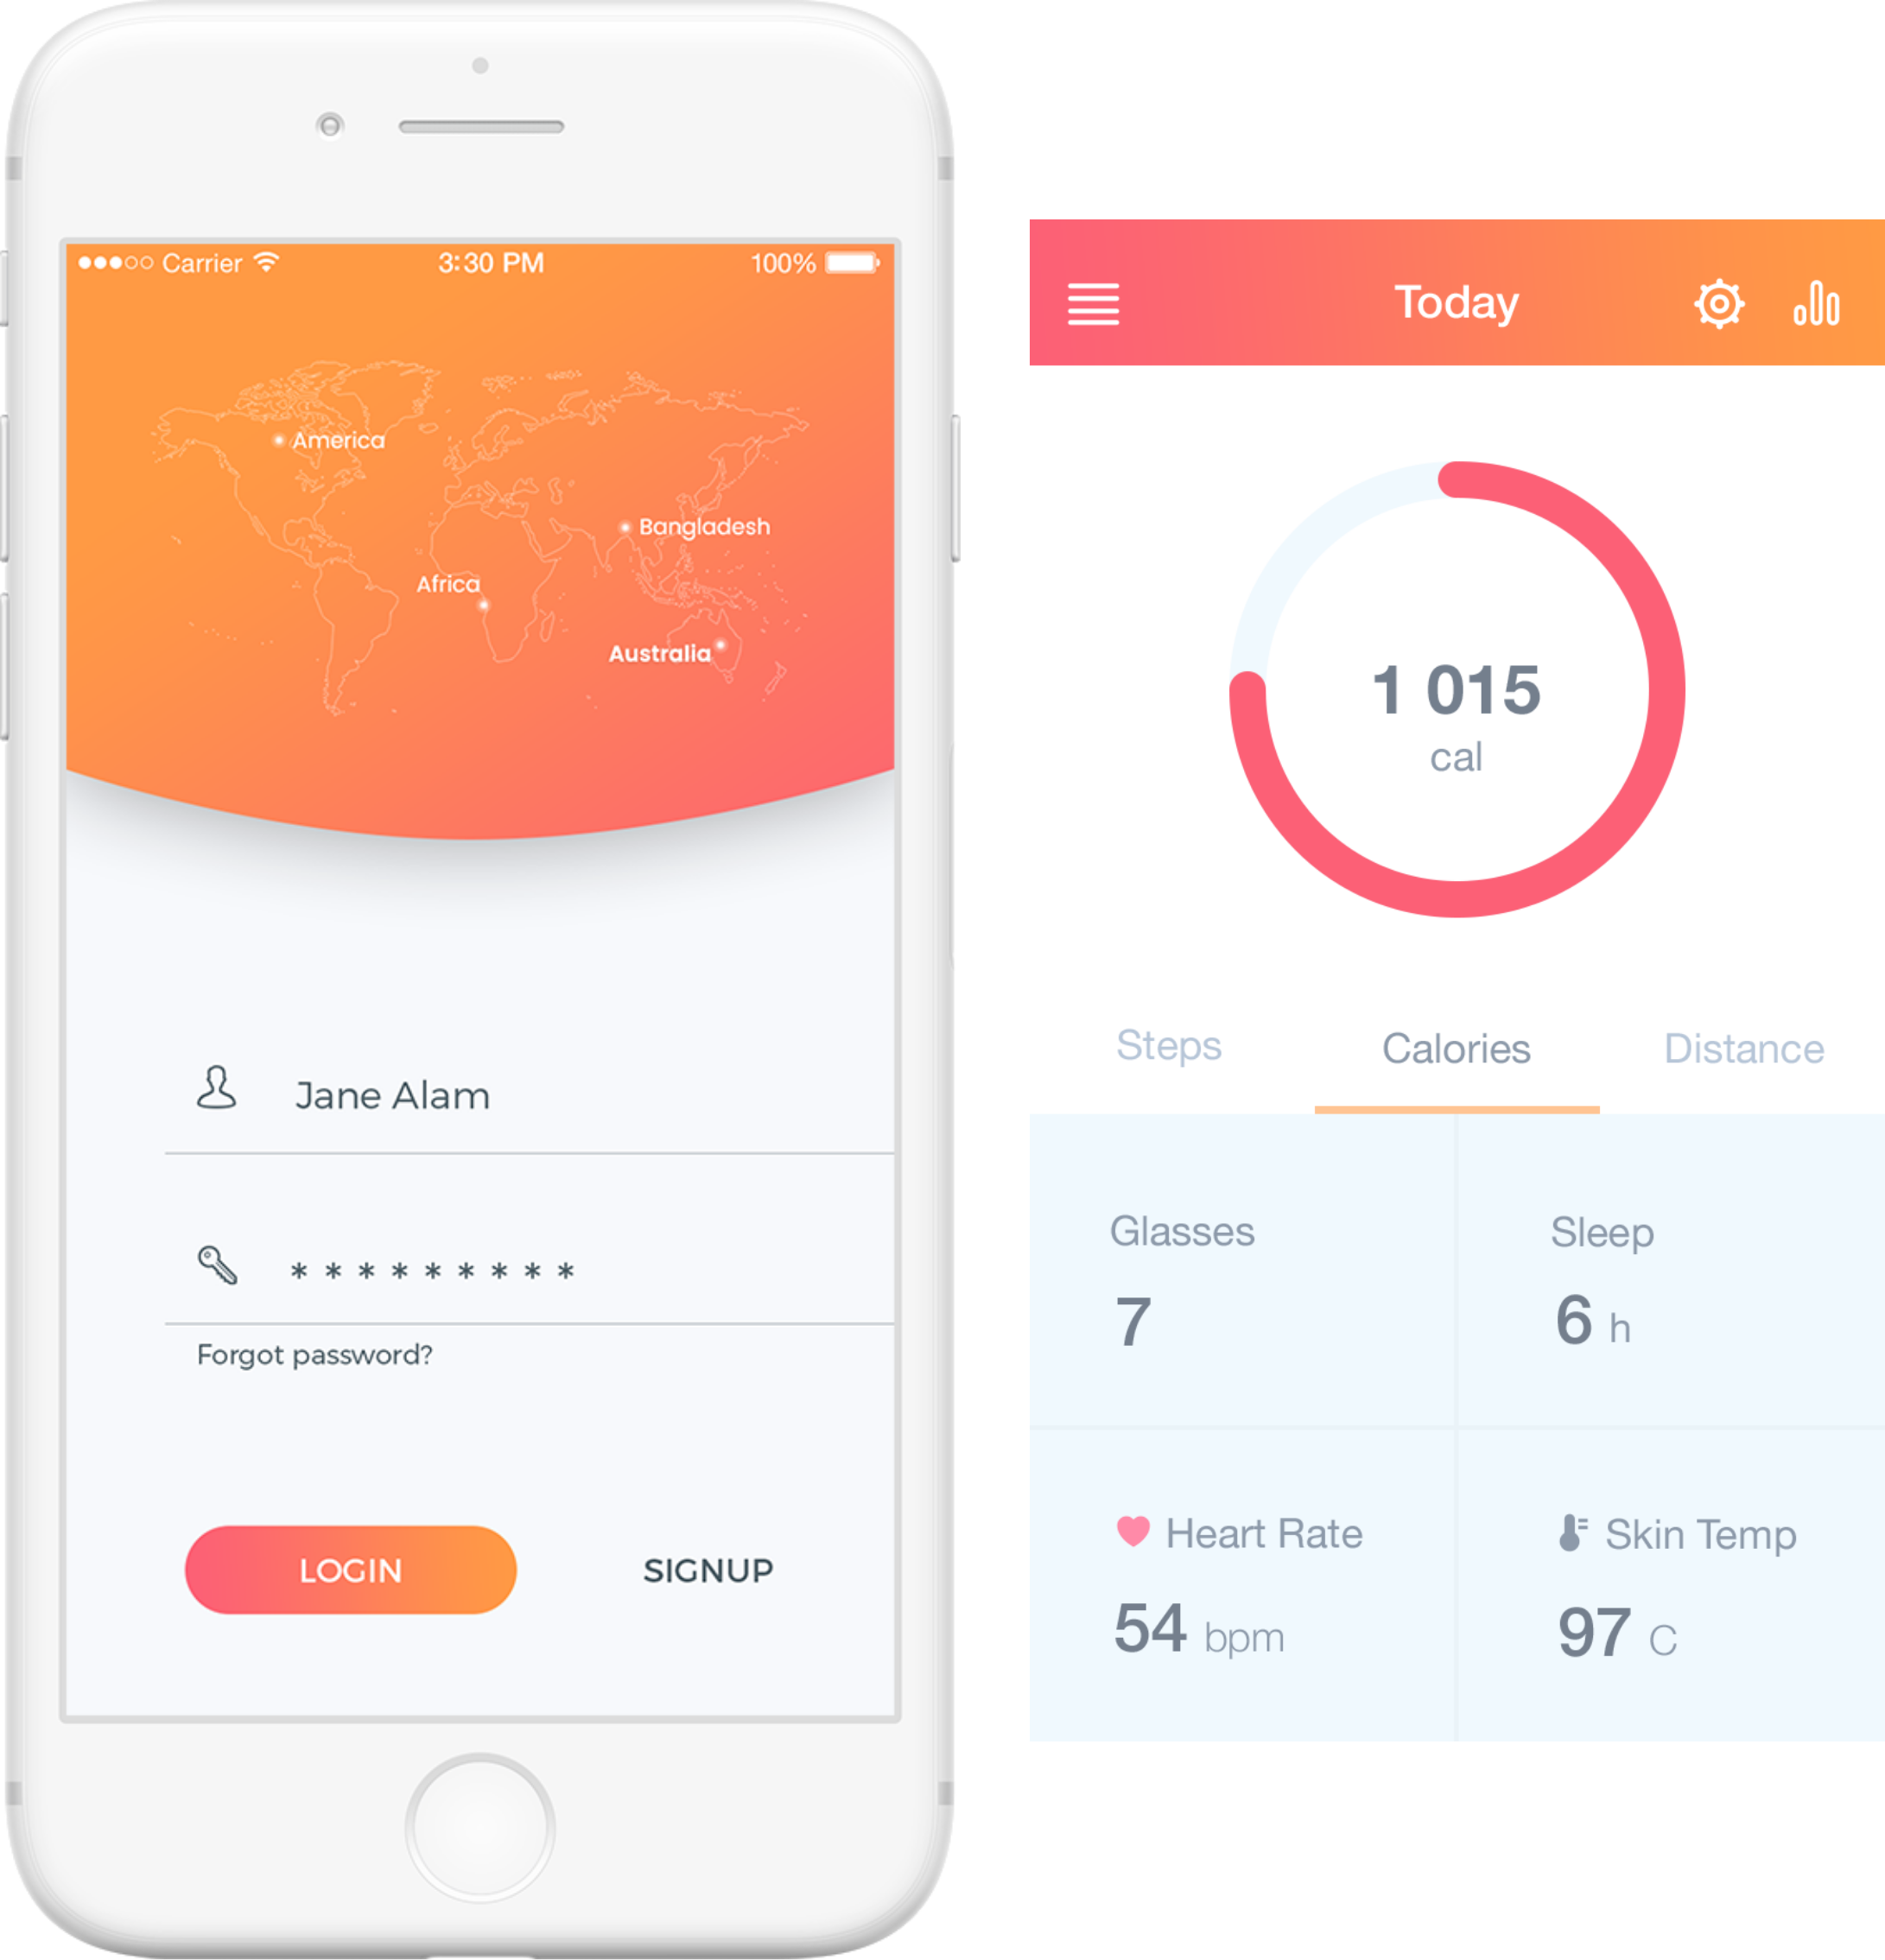 Carrier 3:30 PM 100%
America
Bangladesh
Africa
Australia
Jane Alam
* * * * * * * * *
Forgot password?
LOGIN SIGNUP
Today
1 015
cal
Steps Calories Distance
Glasses Sleep
7 6 h
Heart Rate Skin Temp
54 bpm 97 C